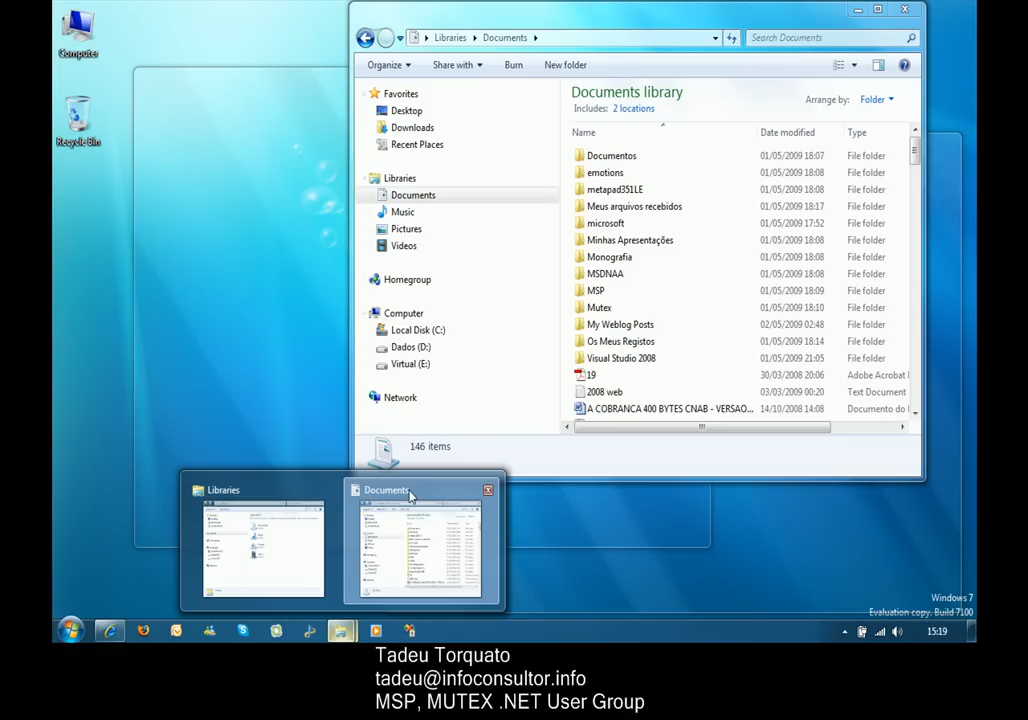 Computer
Recycle Bin
Libraries
Documents
Search Documents
Organize
Share with
Burn
New folder
Favorites
Desktop
Downloads
Recent Places
Libraries
Documents
Music
Pictures
Videos
Homegroup
Computer
Local Disk (C:)
Dados (D:)
Virtual (E:)
Network
Documents library
Includes: 2 locations
Arrange by: Folder
Name Date modified Type
Documentos 01/05/2009 18:07 File folder
emotions 01/05/2009 18:08 File folder
metapad351LE 01/05/2009 18:08 File folder
Meus arquivos recebidos 01/05/2009 18:17 File folder
microsoft 01/05/2009 17:52 File folder
Minhas Apresentações 01/05/2009 18:08 File folder
Monografia 01/05/2009 18:08 File folder
MSDNAA 01/05/2009 18:08 File folder
MSP 01/05/2009 18:09 File folder
Mutex 01/05/2009 18:10 File folder
My Weblog Posts 02/05/2009 02:48 File folder
Os Meus Registos 01/05/2009 18:14 File folder
Visual Studio 2008 01/05/2009 21:05 File folder
19 30/03/2008 20:06 Adobe Acrobat
2008 web 03/03/2009 00:20 Text Document
A COBRANCA 400 BYTES CNAB - VERSAO... 14/10/2008 14:08 Documento do
146 items
Libraries
Documents
Windows 7
Evaluation copy. Build 7100
15:19
Tadeu Torquato
tadeu@infoconsultor.info
MSP, MUTEX .NET User Group